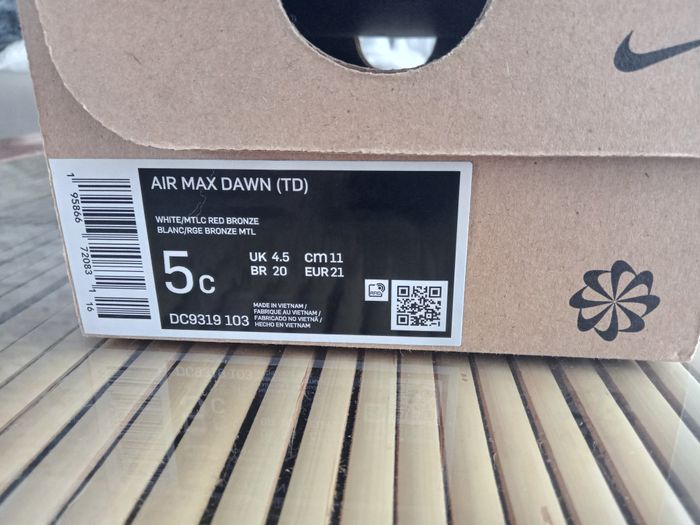 AIR MAX DAWN (TD)
WHITE/MTLC RED BRONZE
BLANC/RGE BRONZE MTL
5C
UK 4.5 cm 11
BR 20 EUR 21
MADE IN VIETNAM /
FABRIQUE AU VIETNAM /
FABRICADO NO VIETNÃ /
HECHO EN VIETNAM
RFID
DC9319 103
1 95866 72083 1 16